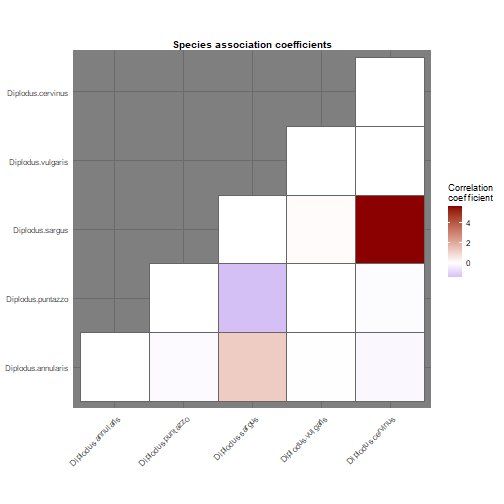 Species association coefficients
Diplodus.cervinus
Diplodus.vulgaris
Diplodus.sargus
Diplodus.puntazzo
Diplodus.annularis
Diplodus.annularis
Diplodus.puntazzo
Diplodus.sargus
Diplodus.vulgaris
Diplodus.cervinus
Correlation
coefficient
4
2
0